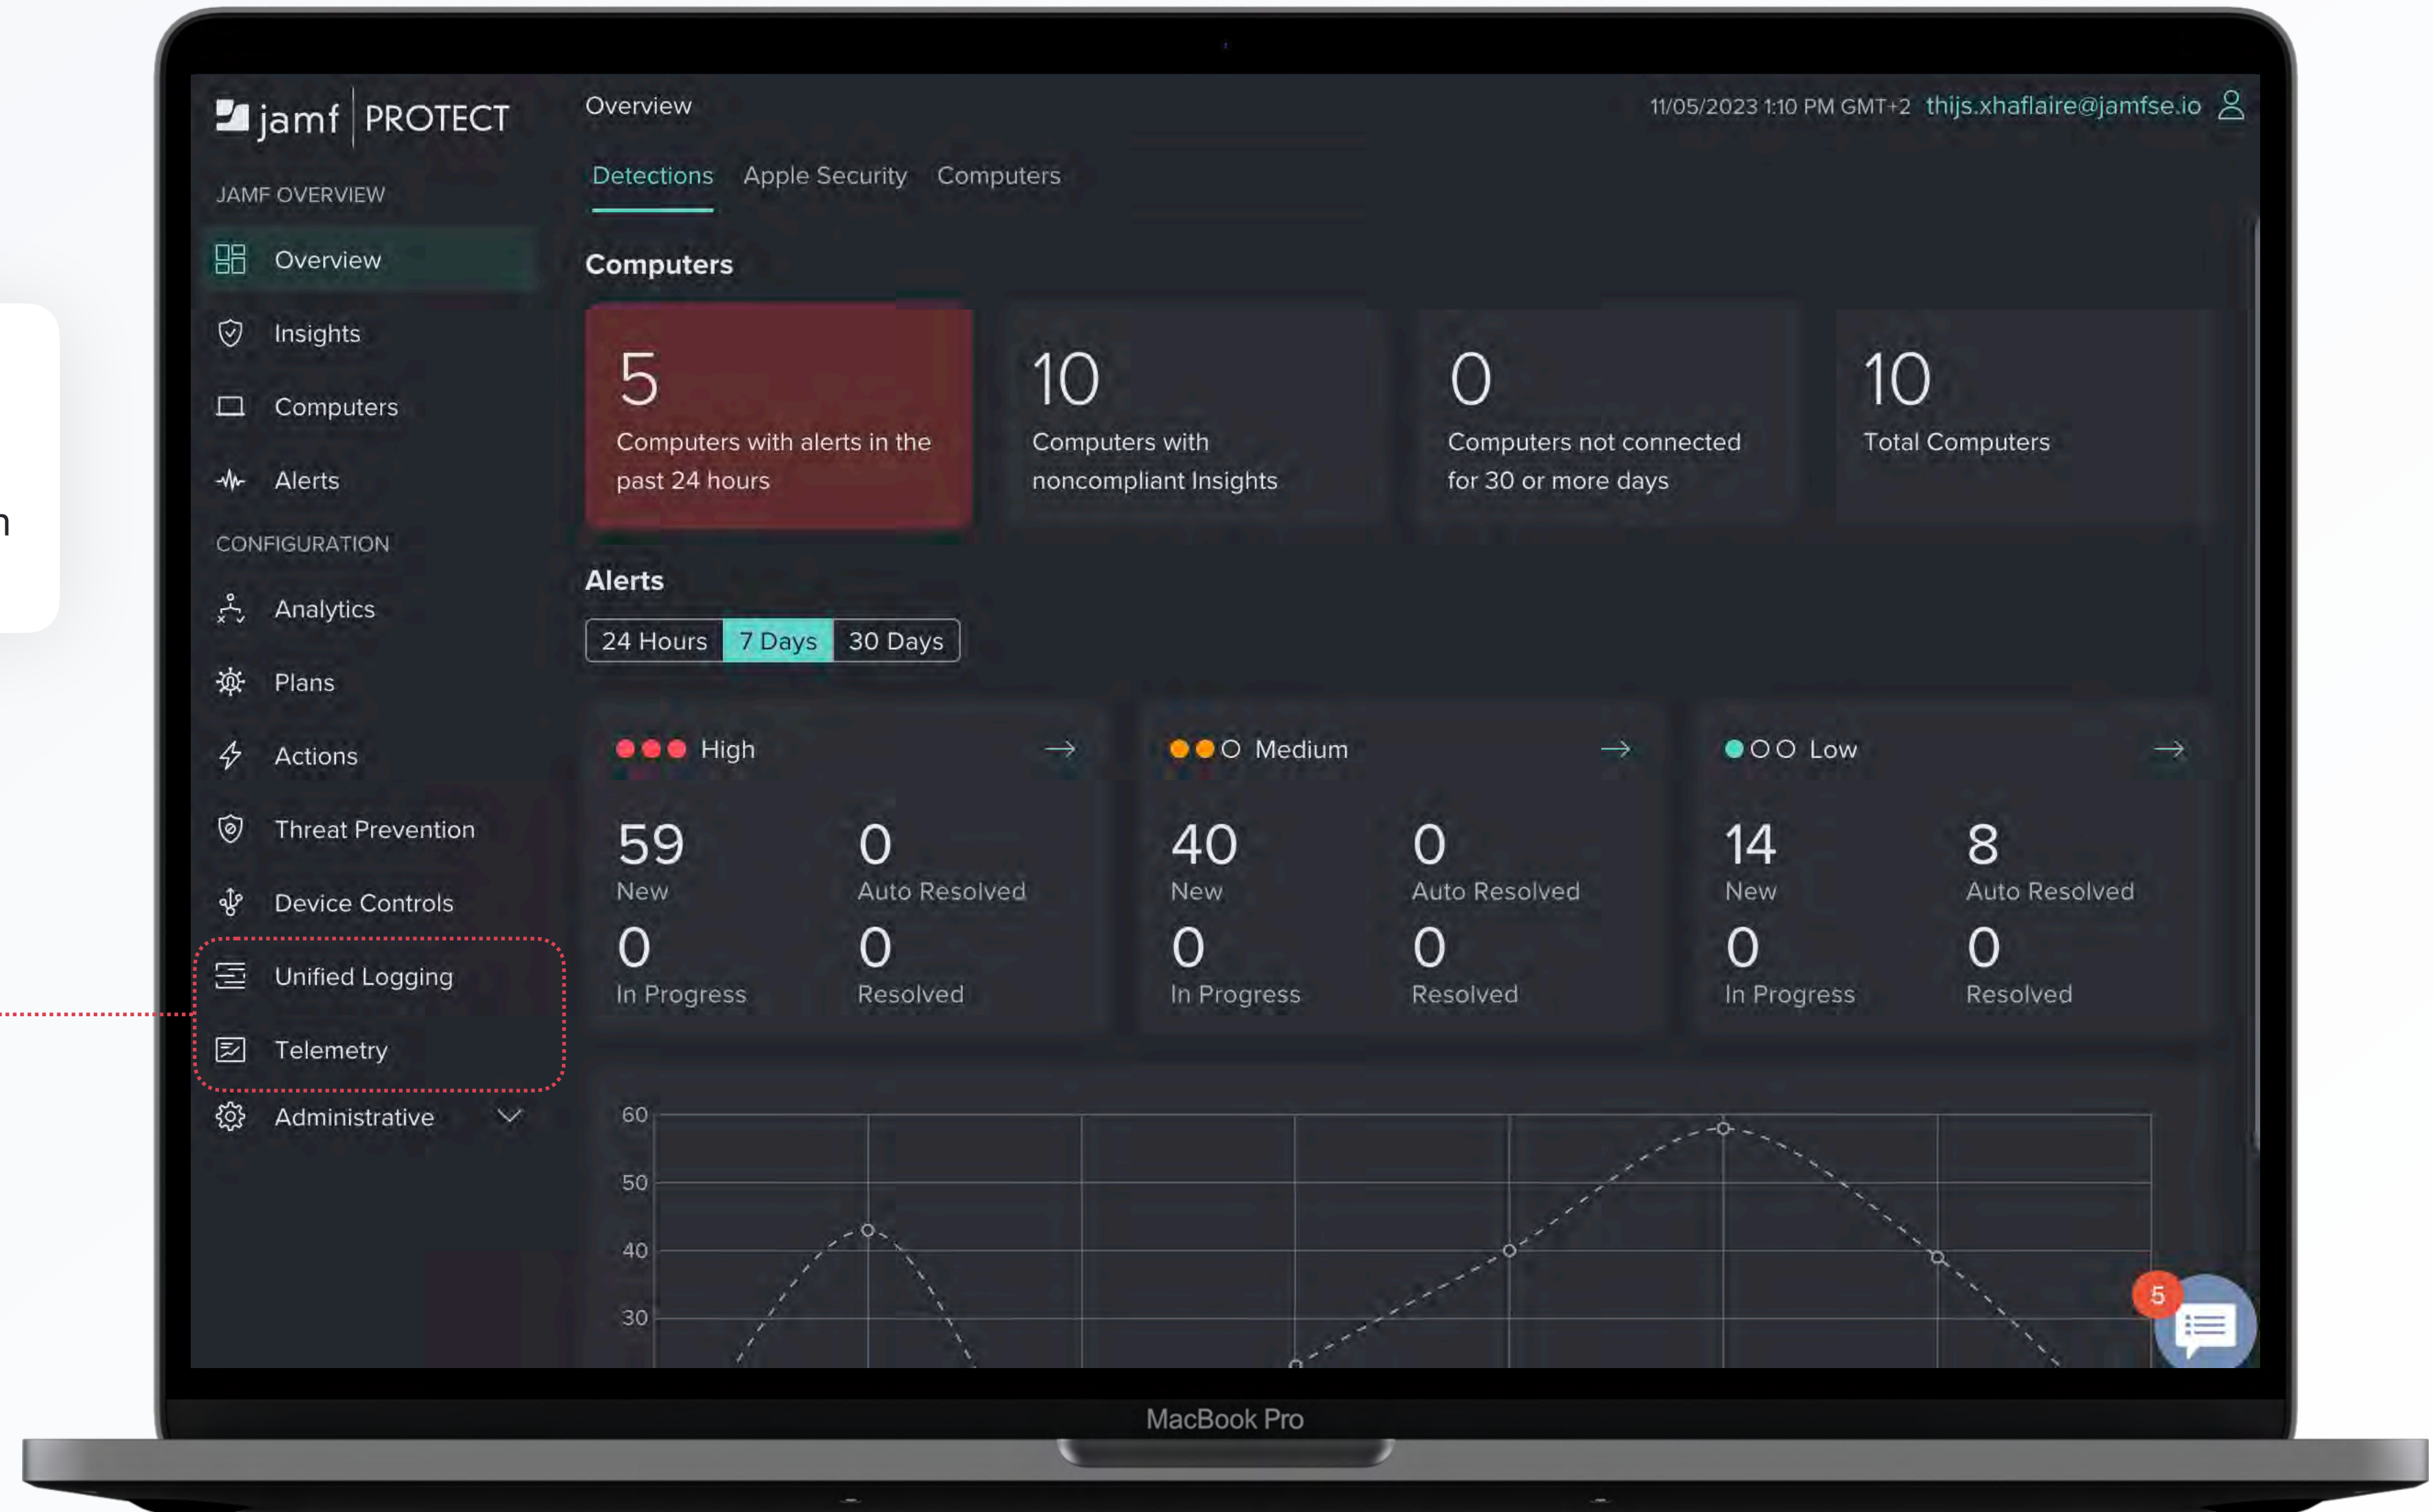 jamf PROTECT
Overview
11/05/2023 1:10 PM GMT+2 thijs.xhaflaire@jamfse.io
JAMF OVERVIEW
Overview
Insights
Computers
Alerts
CONFIGURATION
Analytics
Plans
Actions
Threat Prevention
Device Controls
Unified Logging
Telemetry
Administrative
Detections Apple Security Computers
Computers
5
Computers with alerts in the
past 24 hours
10
Computers with
noncompliant Insights
0
Computers not connected
for 30 or more days
10
Total Computers
Alerts
24 Hours 7 Days 30 Days
High
59 0
New Auto Resolved
0 0
In Progress Resolved
Medium
40 0
New Auto Resolved
0 0
In Progress Resolved
Low
14 8
New Auto Resolved
0 0
In Progress Resolved
60
50
40
30
5
MacBook Pro